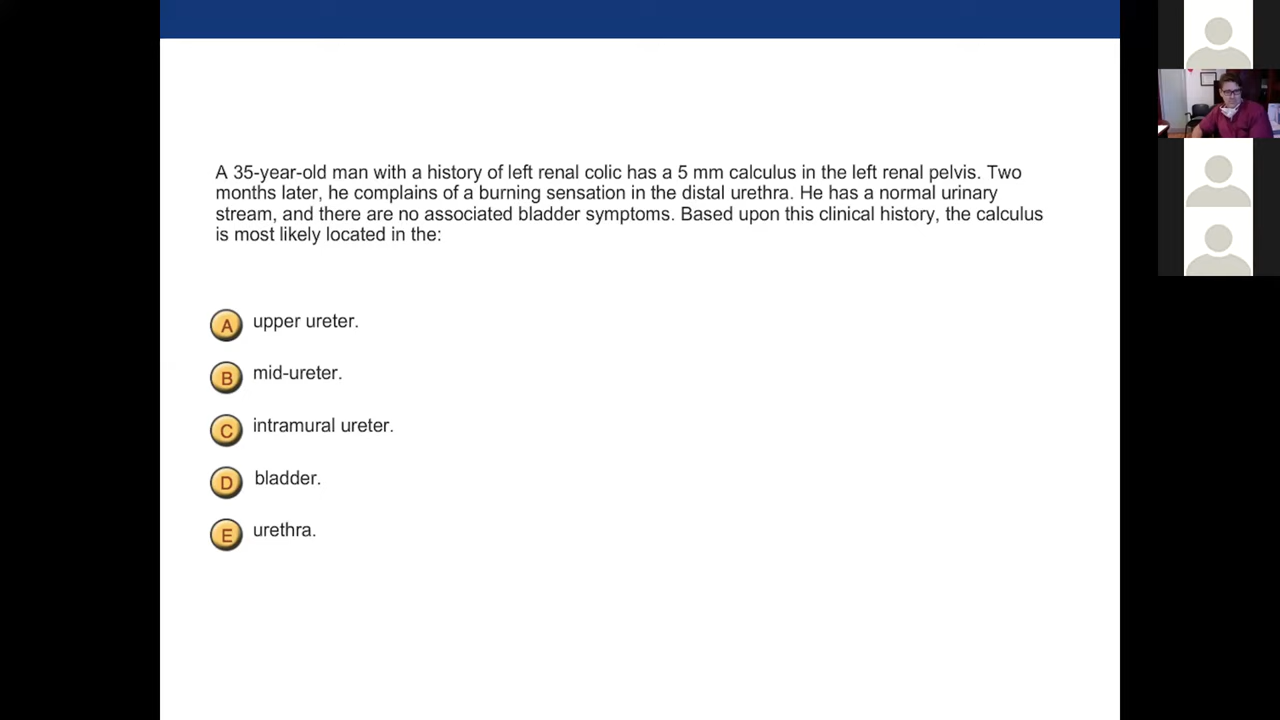 A 35-year-old man with a history of left renal colic has a 5 mm calculus in the left renal pelvis. Two
months later, he complains of a burning sensation in the distal urethra. He has a normal urinary
stream, and there are no associated bladder symptoms. Based upon this clinical history, the calculus
is most likely located in the:
A upper ureter.
B mid-ureter.
C intramural ureter.
D bladder.
E urethra.